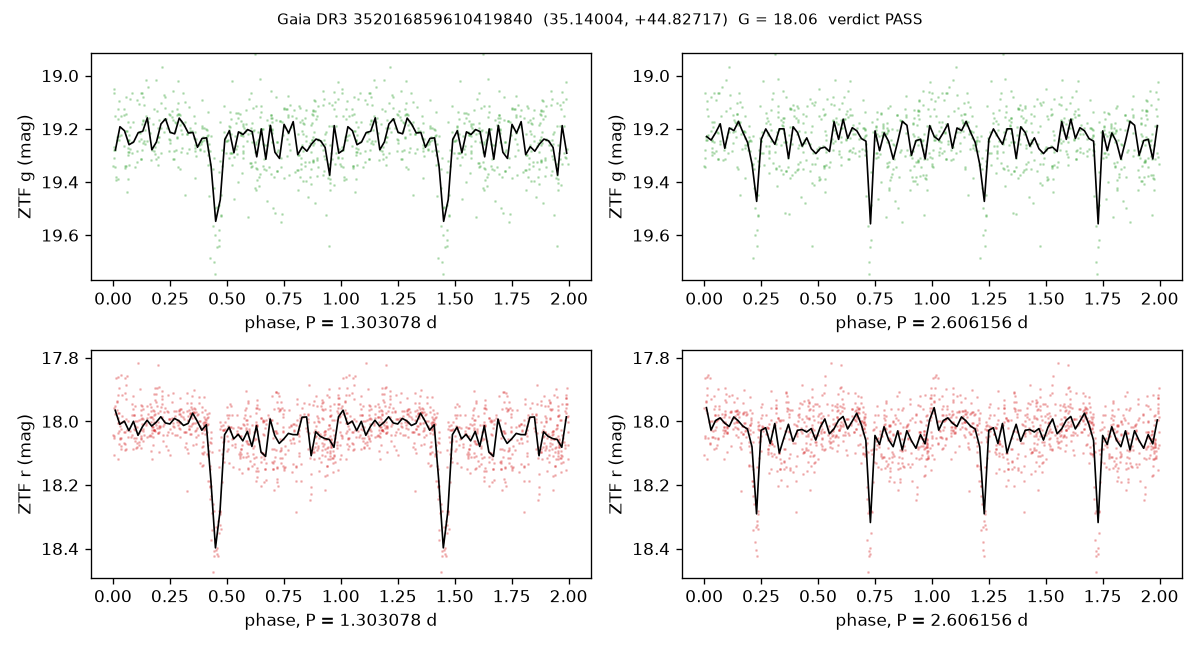 Gaia DR3 352016859610419840 (35.14004, +44.82717) G = 18.06 verdict PASS
ZTF g (mag)
19.0
19.2
19.4
19.6
0.00 0.25 0.50 0.75 1.00 1.25 1.50 1.75 2.00
phase, P = 1.303078 d
ZTF g (mag)
19.0
19.2
19.4
19.6
0.00 0.25 0.50 0.75 1.00 1.25 1.50 1.75 2.00
phase, P = 2.606156 d
ZTF r (mag)
17.8
18.0
18.2
18.4
0.00 0.25 0.50 0.75 1.00 1.25 1.50 1.75 2.00
phase, P = 1.303078 d
ZTF r (mag)
17.8
18.0
18.2
18.4
0.00 0.25 0.50 0.75 1.00 1.25 1.50 1.75 2.00
phase, P = 2.606156 d